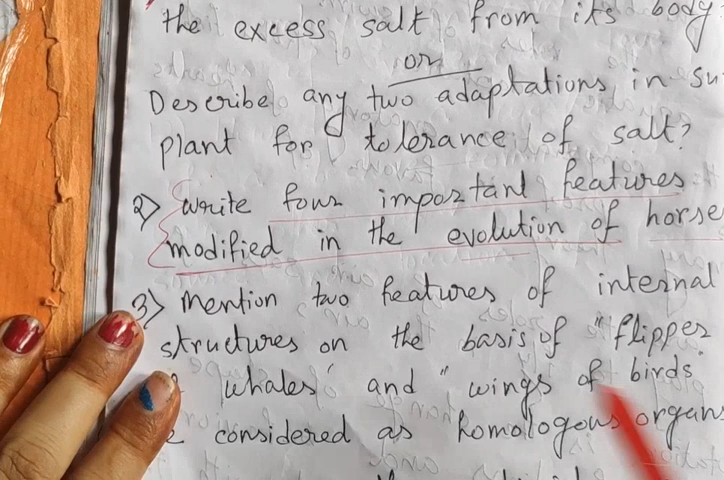 the excess salt from its body
or
Describe any two adaptations in su
plant for tolerance of salt?
2) write four important features
modified in the evolution of horse
3) Mention two features of internal
structures on the basis of "flipper
whales" and "wings of birds
considered as homologous organs